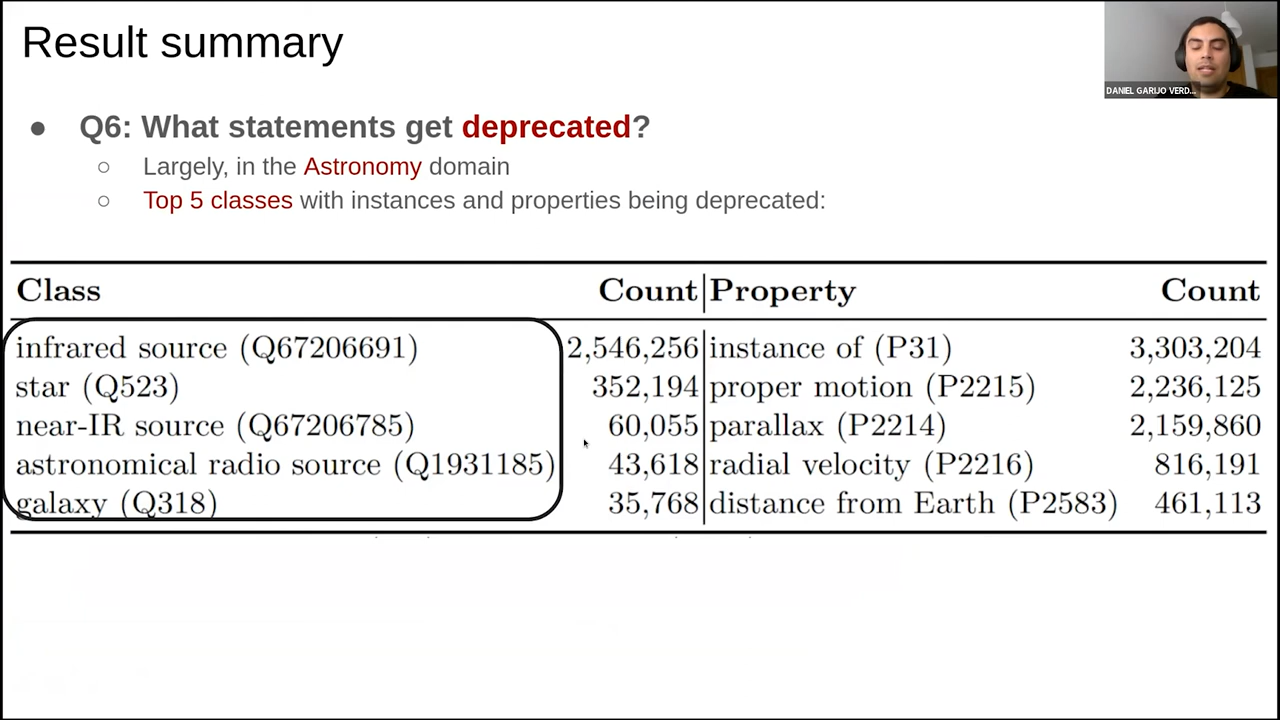 Result summary
DANIEL GARIJO VERD...
● Q6: What statements get deprecated?
○ Largely, in the Astronomy domain
○ Top 5 classes with instances and properties being deprecated:
Class Count Property Count
infrared source (Q67206691) 2,546,256 instance of (P31) 3,303,204
star (Q523) 352,194 proper motion (P2215) 2,236,125
near-IR source (Q67206785) 60,055 parallax (P2214) 2,159,860
astronomical radio source (Q1931185) 43,618 radial velocity (P2216) 816,191
galaxy (Q318) 35,768 distance from Earth (P2583) 461,113